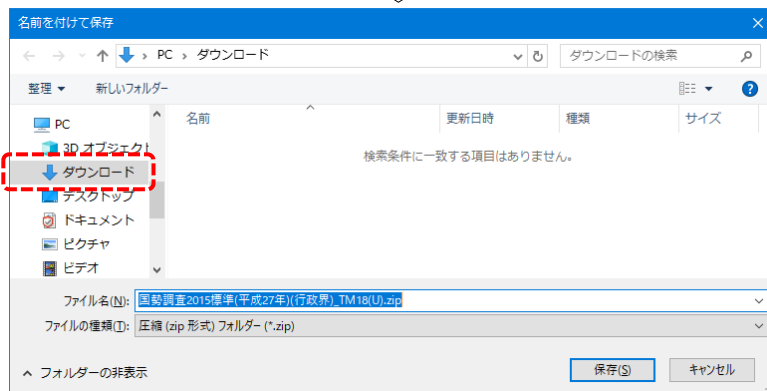 名前を付けて保存
PC › ダウンロード
ダウンロードの検索
整理 新しいフォルダー
名前 更新日時 種類 サイズ
検索条件に一致する項目はありません。
PC
3D オブジェクト
ダウンロード
デスクトップ
ドキュメント
ピクチャ
ビデオ
ファイル名(N): 国勢調査2015標準(平成27年)(行政界)_TM18(U).zip
ファイルの種類(T): 圧縮 (zip 形式) フォルダー (*.zip)
フォルダーの非表示
保存(S) キャンセル